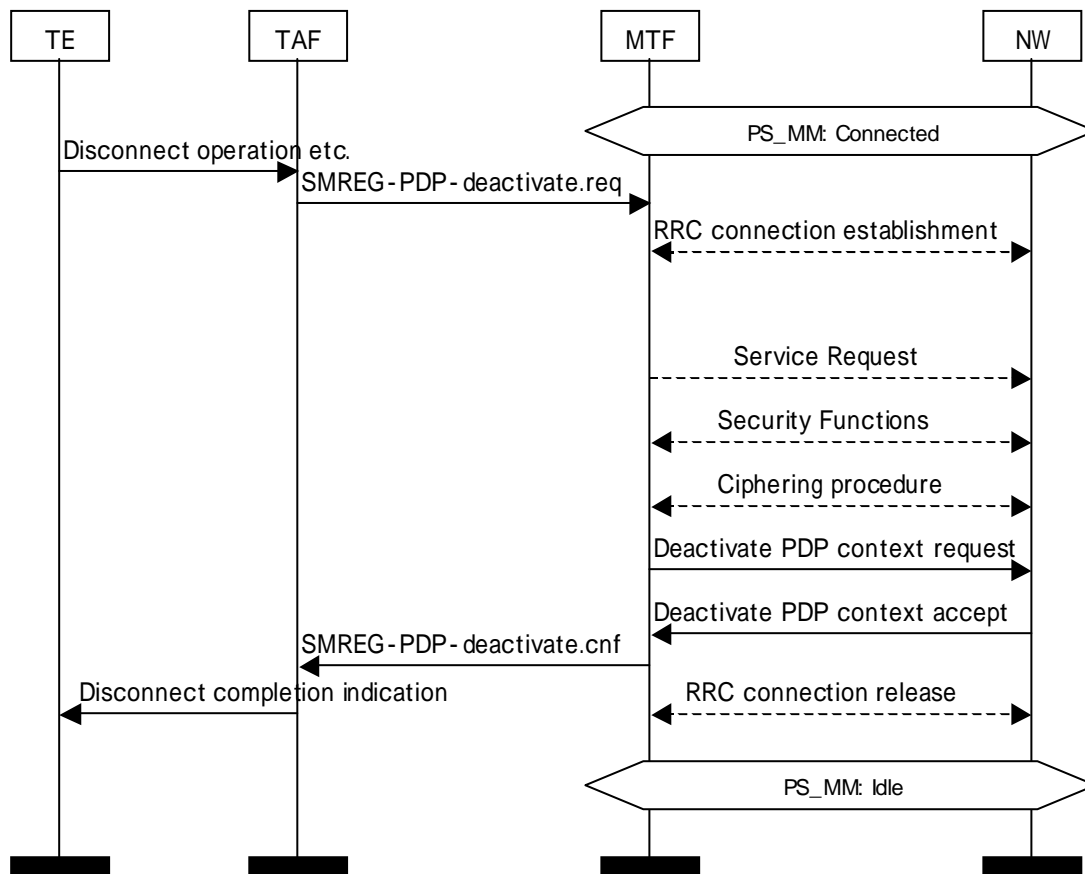 TE
TAF
MTF
NW
PS_MM: Connected
Disconnect operation etc.
SMREG-PDP-deactivate.req
RRC connection establishment
Service Request
Security Functions
Ciphering procedure
Deactivate PDP context request
Deactivate PDP context accept
SMREG-PDP-deactivate.cnf
Disconnect completion indication
RRC connection release
PS_MM: Idle